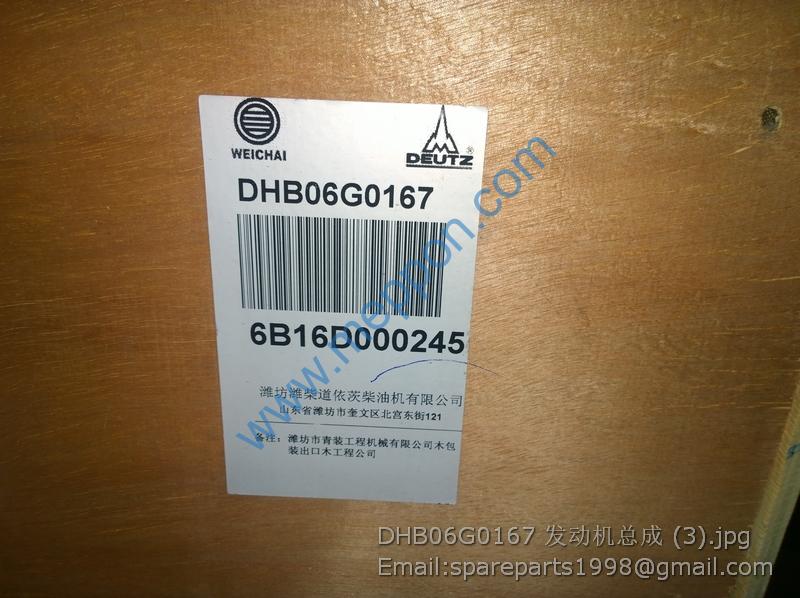 WEICHAI
DEUTZ®
DHB06G0167
6B16D000245
潍坊潍柴道依茨柴油机有限公司
山东省潍坊市奎文区北宫东街121
备注：潍坊市青装工程机械有限公司木包
装出口木工程公司
www.meppon.com
DHB06G0167 发动机总成 (3).jpg
Email:spareparts1998@gmail.com